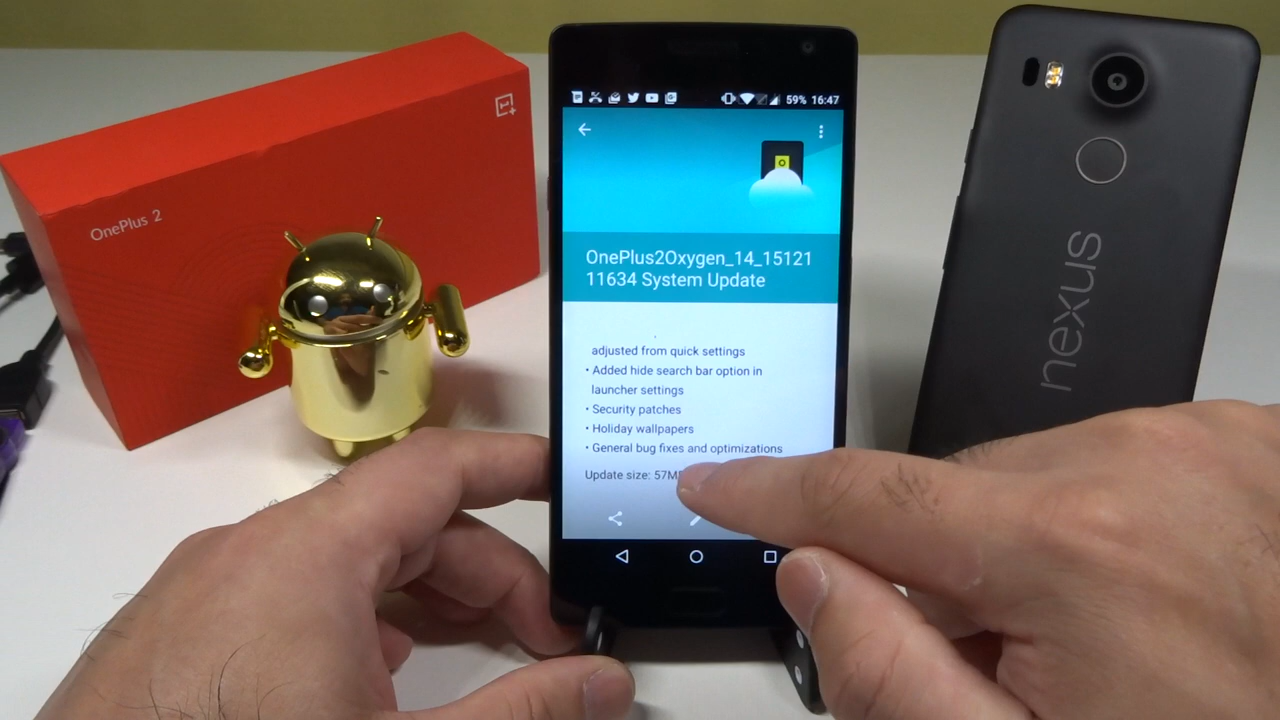 OnePlus 2
59% 16:47
OnePlus2Oxygen_14_15121
11634 System Update
adjusted from quick settings
• Added hide search bar option in
launcher settings
• Security patches
• Holiday wallpapers
• General bug fixes and optimizations
Update size: 57M
nexus